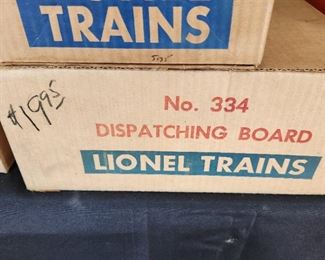 TRAINS
$1995
No. 334
DISPATCHING BOARD
LIONEL TRAINS